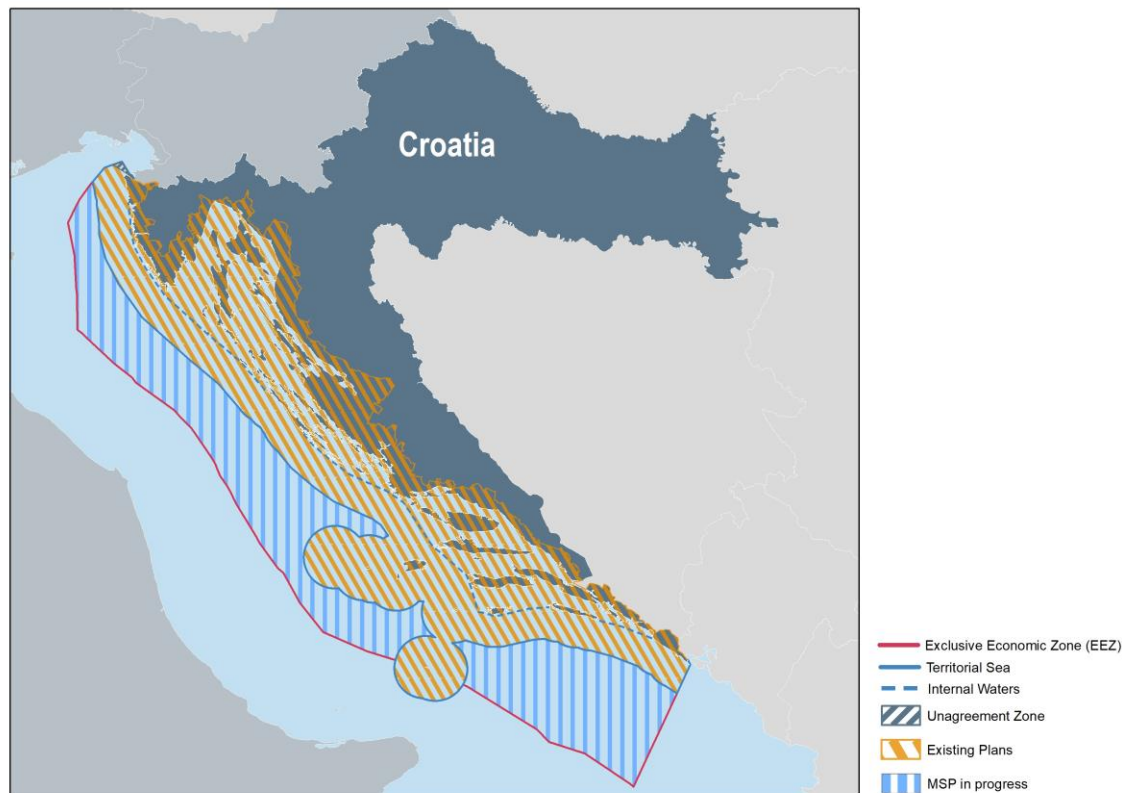 Croatia
Exclusive Economic Zone (EEZ)
Territorial Sea
Internal Waters
Unagreement Zone
Existing Plans
MSP in progress